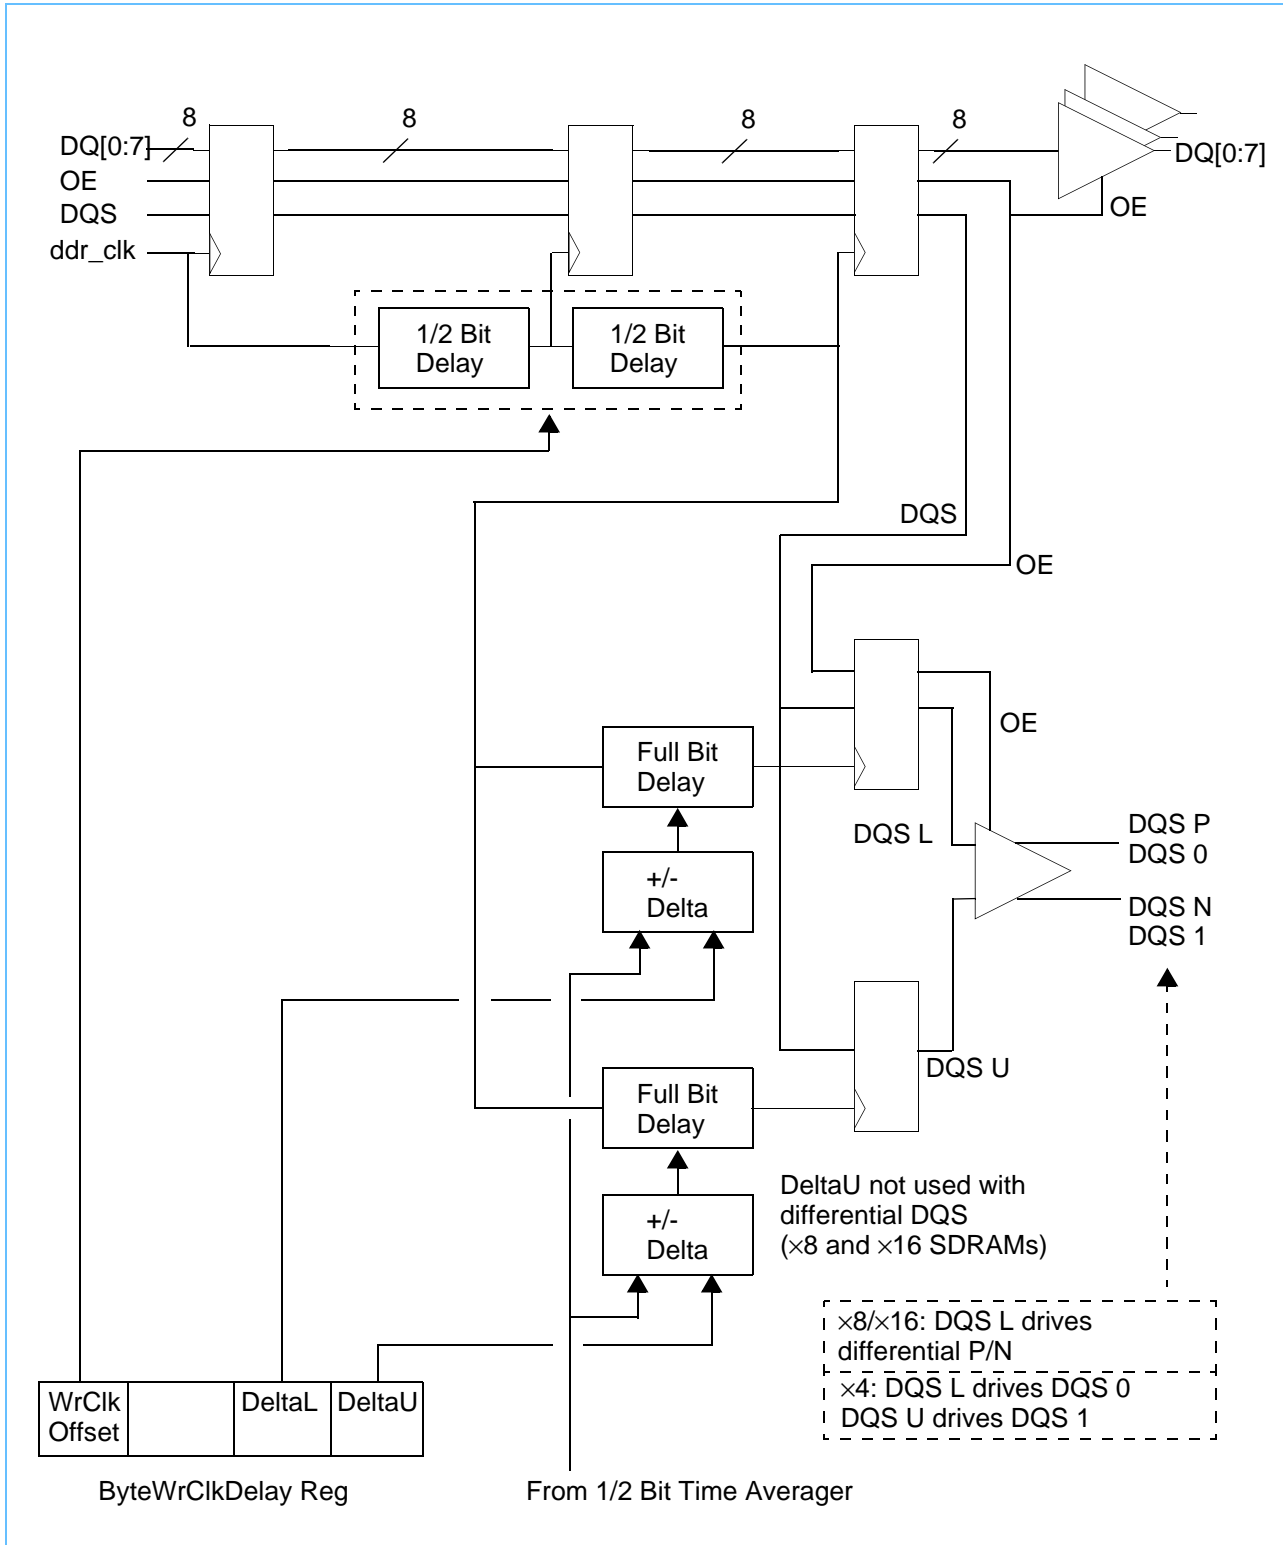 8
8
8
8
DQ[0:7]
DQ[0:7]
OE
OE
DQS
ddr_clk
1/2 Bit
Delay
1/2 Bit
Delay
DQS
OE
OE
Full Bit
Delay
DQS L
DQS P
DQS 0
+/-
Delta
DQS N
DQS 1
DQS U
Full Bit
Delay
+/-
Delta
DeltaU not used with
differential DQS
(×8 and ×16 SDRAMs)
×8/×16: DQS L drives
differential P/N
×4: DQS L drives DQS 0
DQS U drives DQS 1
WrClk
Offset
DeltaL
DeltaU
ByteWrClkDelay Reg
From 1/2 Bit Time Averager